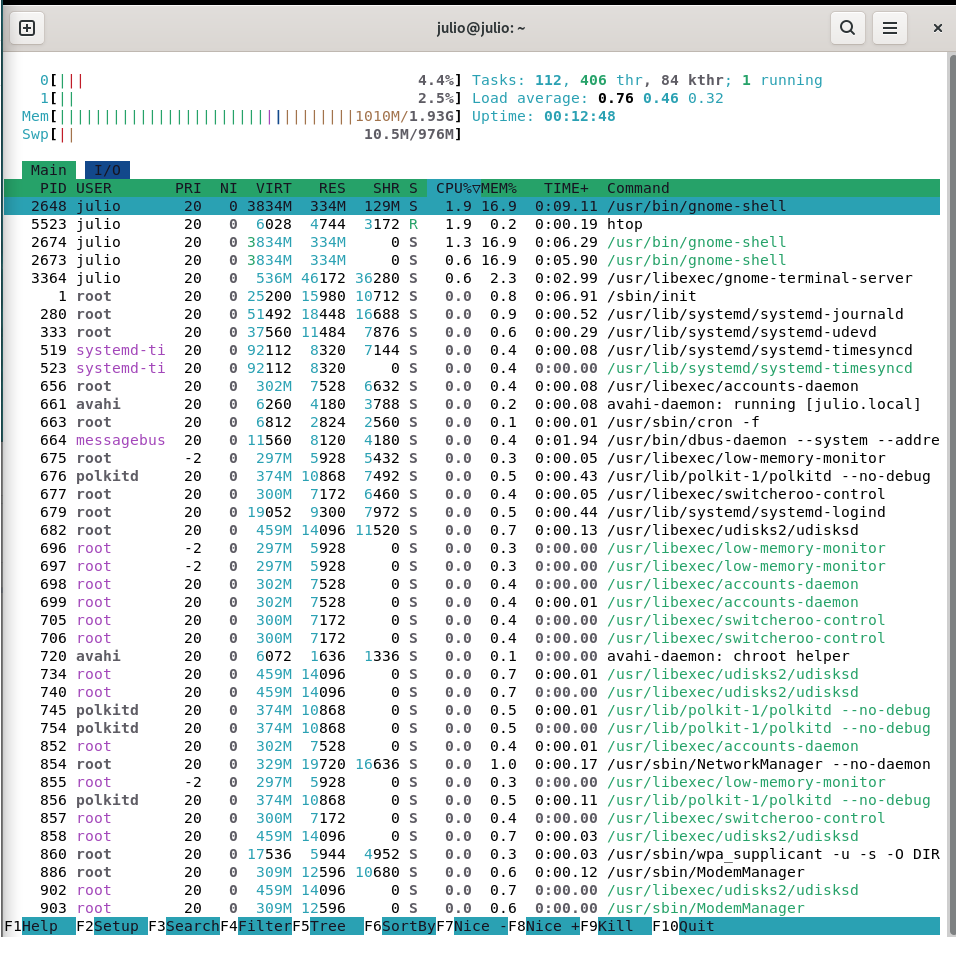 julio@julio: ~
0[||| 4.4%] Tasks: 112, 406 thr, 84 kthr; 1 running
1[|| 2.5%] Load average: 0.76 0.46 0.32
Mem[|||||||||||||||||||||||||||||||||1010M/1.93G] Uptime: 00:12:48
Swp[|| 10.5M/976M]
Main I/O
PID USER PRI NI VIRT RES SHR S CPU%▽MEM% TIME+ Command
2648 julio 20 0 3834M 334M 129M S 1.9 16.9 0:09.11 /usr/bin/gnome-shell
5523 julio 20 0 6028 4744 3172 R 1.9 0.2 0:00.19 htop
2674 julio 20 0 3834M 334M 0 S 1.3 16.9 0:06.29 /usr/bin/gnome-shell
2673 julio 20 0 3834M 334M 0 S 0.6 16.9 0:05.90 /usr/bin/gnome-shell
3364 julio 20 0 536M 46172 36280 S 0.6 2.3 0:02.99 /usr/libexec/gnome-terminal-server
1 root 20 0 25200 15980 10712 S 0.0 0.8 0:06.91 /sbin/init
280 root 20 0 51492 18448 16688 S 0.0 0.9 0:00.52 /usr/lib/systemd/systemd-journald
333 root 20 0 37560 11484 7876 S 0.0 0.6 0:00.29 /usr/lib/systemd/systemd-udevd
519 systemd-ti 20 0 92112 8320 7144 S 0.0 0.4 0:00.08 /usr/lib/systemd/systemd-timesyncd
523 systemd-ti 20 0 92112 8320 0 S 0.0 0.4 0:00.00 /usr/lib/systemd/systemd-timesyncd
656 root 20 0 302M 7528 6632 S 0.0 0.4 0:00.08 /usr/libexec/accounts-daemon
661 avahi 20 0 6260 4180 3788 S 0.0 0.2 0:00.08 avahi-daemon: running [julio.local]
663 root 20 0 6812 2824 2560 S 0.0 0.1 0:00.01 /usr/sbin/cron -f
664 messagebus 20 0 11560 8120 4180 S 0.0 0.4 0:01.94 /usr/bin/dbus-daemon --system --addre
675 root -2 0 297M 5928 5432 S 0.0 0.3 0:00.05 /usr/libexec/low-memory-monitor
676 polkitd 20 0 374M 10868 7492 S 0.0 0.5 0:00.43 /usr/lib/polkit-1/polkitd --no-debug
677 root 20 0 300M 7172 6460 S 0.0 0.4 0:00.05 /usr/libexec/switcheroo-control
679 root 20 0 19052 9300 7972 S 0.0 0.5 0:00.44 /usr/lib/systemd/systemd-logind
682 root 20 0 459M 14096 11520 S 0.0 0.7 0:00.13 /usr/libexec/udisks2/udisksd
696 root -2 0 297M 5928 0 S 0.0 0.3 0:00.00 /usr/libexec/low-memory-monitor
697 root -2 0 297M 5928 0 S 0.0 0.3 0:00.00 /usr/libexec/low-memory-monitor
698 root 20 0 302M 7528 0 S 0.0 0.4 0:00.00 /usr/libexec/accounts-daemon
699 root 20 0 302M 7528 0 S 0.0 0.4 0:00.01 /usr/libexec/accounts-daemon
705 root 20 0 300M 7172 0 S 0.0 0.4 0:00.00 /usr/libexec/switcheroo-control
706 root 20 0 300M 7172 0 S 0.0 0.4 0:00.00 /usr/libexec/switcheroo-control
720 avahi 20 0 6072 1636 1336 S 0.0 0.1 0:00.00 avahi-daemon: chroot helper
734 root 20 0 459M 14096 0 S 0.0 0.7 0:00.01 /usr/libexec/udisks2/udisksd
740 root 20 0 459M 14096 0 S 0.0 0.7 0:00.00 /usr/libexec/udisks2/udisksd
745 polkitd 20 0 374M 10868 0 S 0.0 0.5 0:00.01 /usr/lib/polkit-1/polkitd --no-debug
754 polkitd 20 0 374M 10868 0 S 0.0 0.5 0:00.00 /usr/lib/polkit-1/polkitd --no-debug
852 root 20 0 302M 7528 0 S 0.0 0.4 0:00.01 /usr/libexec/accounts-daemon
854 root 20 0 329M 19720 16636 S 0.0 1.0 0:00.17 /usr/sbin/NetworkManager --no-daemon
855 root -2 0 297M 5928 0 S 0.0 0.3 0:00.00 /usr/libexec/low-memory-monitor
856 polkitd 20 0 374M 10868 0 S 0.0 0.5 0:00.11 /usr/lib/polkit-1/polkitd --no-debug
857 root 20 0 300M 7172 0 S 0.0 0.4 0:00.00 /usr/libexec/switcheroo-control
858 root 20 0 459M 14096 0 S 0.0 0.7 0:00.03 /usr/libexec/udisks2/udisksd
860 root 20 0 17536 5944 4952 S 0.0 0.3 0:00.03 /usr/sbin/wpa_supplicant -u -s -O DIR
886 root 20 0 309M 12596 10680 S 0.0 0.6 0:00.12 /usr/sbin/ModemManager
902 root 20 0 459M 14096 0 S 0.0 0.7 0:00.00 /usr/libexec/udisks2/udisksd
903 root 20 0 309M 12596 0 S 0.0 0.6 0:00.00 /usr/sbin/ModemManager
F1Help F2Setup F3SearchF4FilterF5Tree F6SortByF7Nice -F8Nice +F9Kill F10Quit